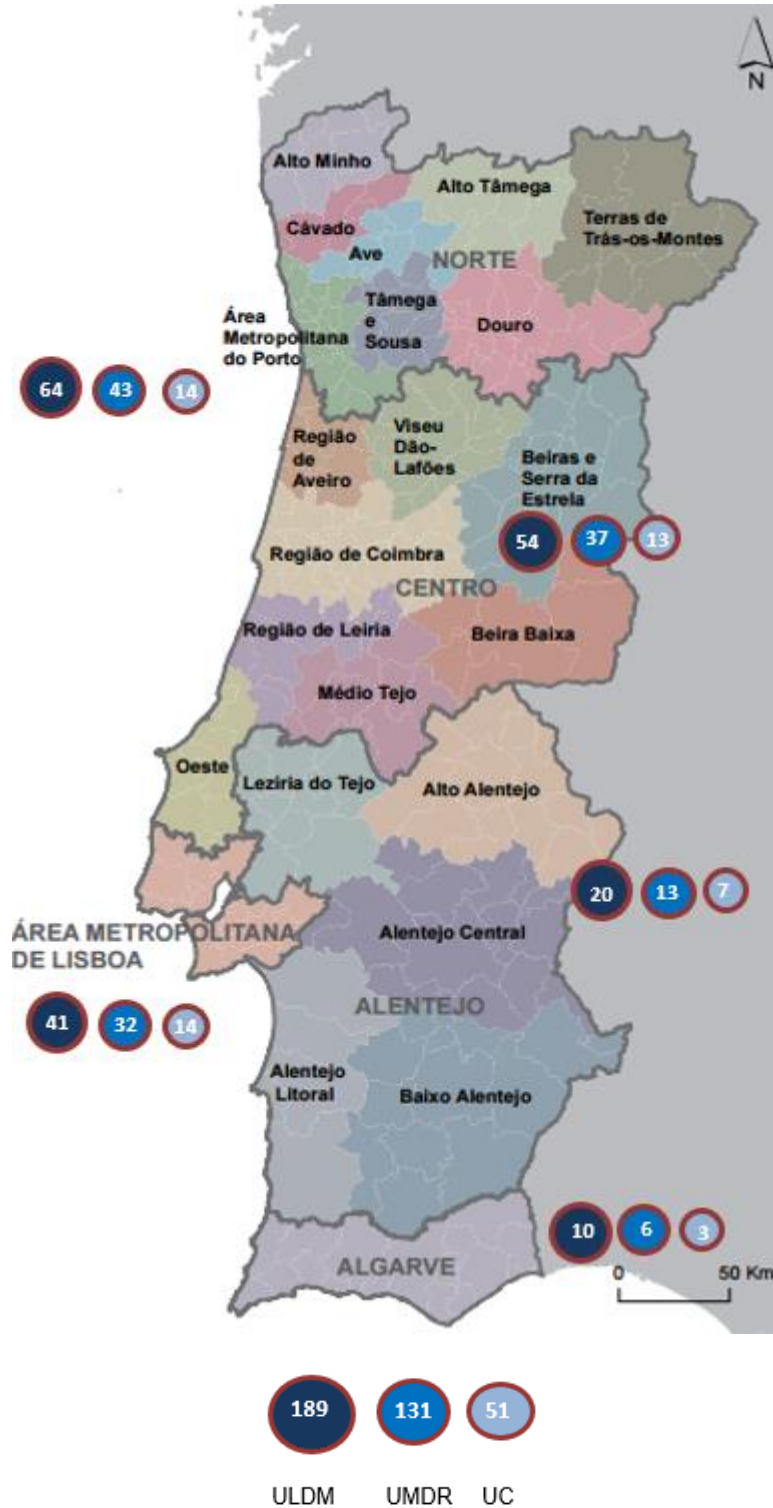 N
Alto Minho
Alto Tâmega
Terras de
Trás-os-Montes
Cávado
Ave
NORTE
Tâmega
e
Sousa
Douro
Área
Metropolitana
do Porto
64 43 14
Região
de
Aveiro
Viseu
Dão-
Lafões
Beiras e
Serra da
Estrela
54 37 13
Região de Coimbra
CENTRO
Região de Leiria
Beira Baixa
Médio Tejo
Oeste
Lezíria do Tejo
Alto Alentejo
20 13 7
ÁREA METROPOLITANA
DE LISBOA
Alentejo Central
41 32 14
ALENTEJO
Alentejo
Litoral
Baixo Alentejo
10 6 3
ALGARVE
0 50 Km
189 131 51
ULDM UMDR UC